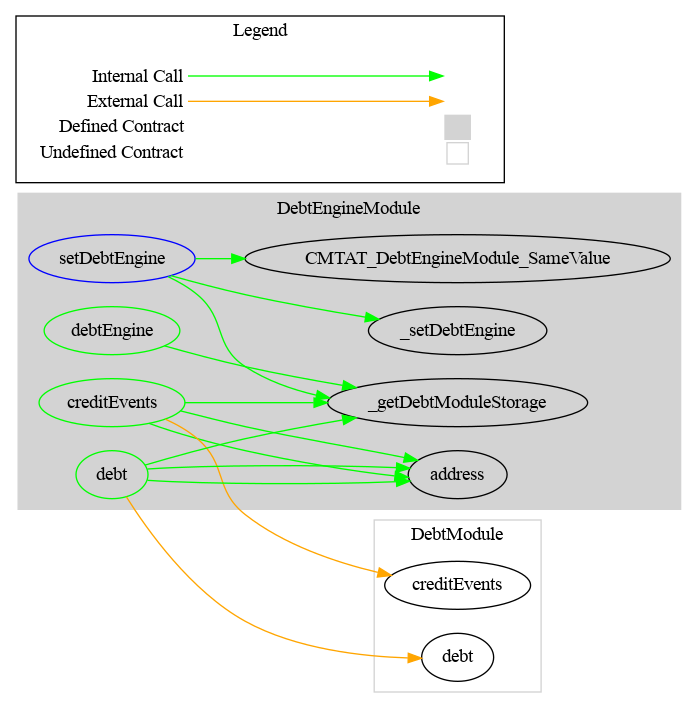 Legend
Internal Call
External Call
Defined Contract
Undefined Contract
DebtEngineModule
setDebtEngine
CMTAT_DebtEngineModule_SameValue
debtEngine
_setDebtEngine
creditEvents
_getDebtModuleStorage
debt
address
DebtModule
creditEvents
debt